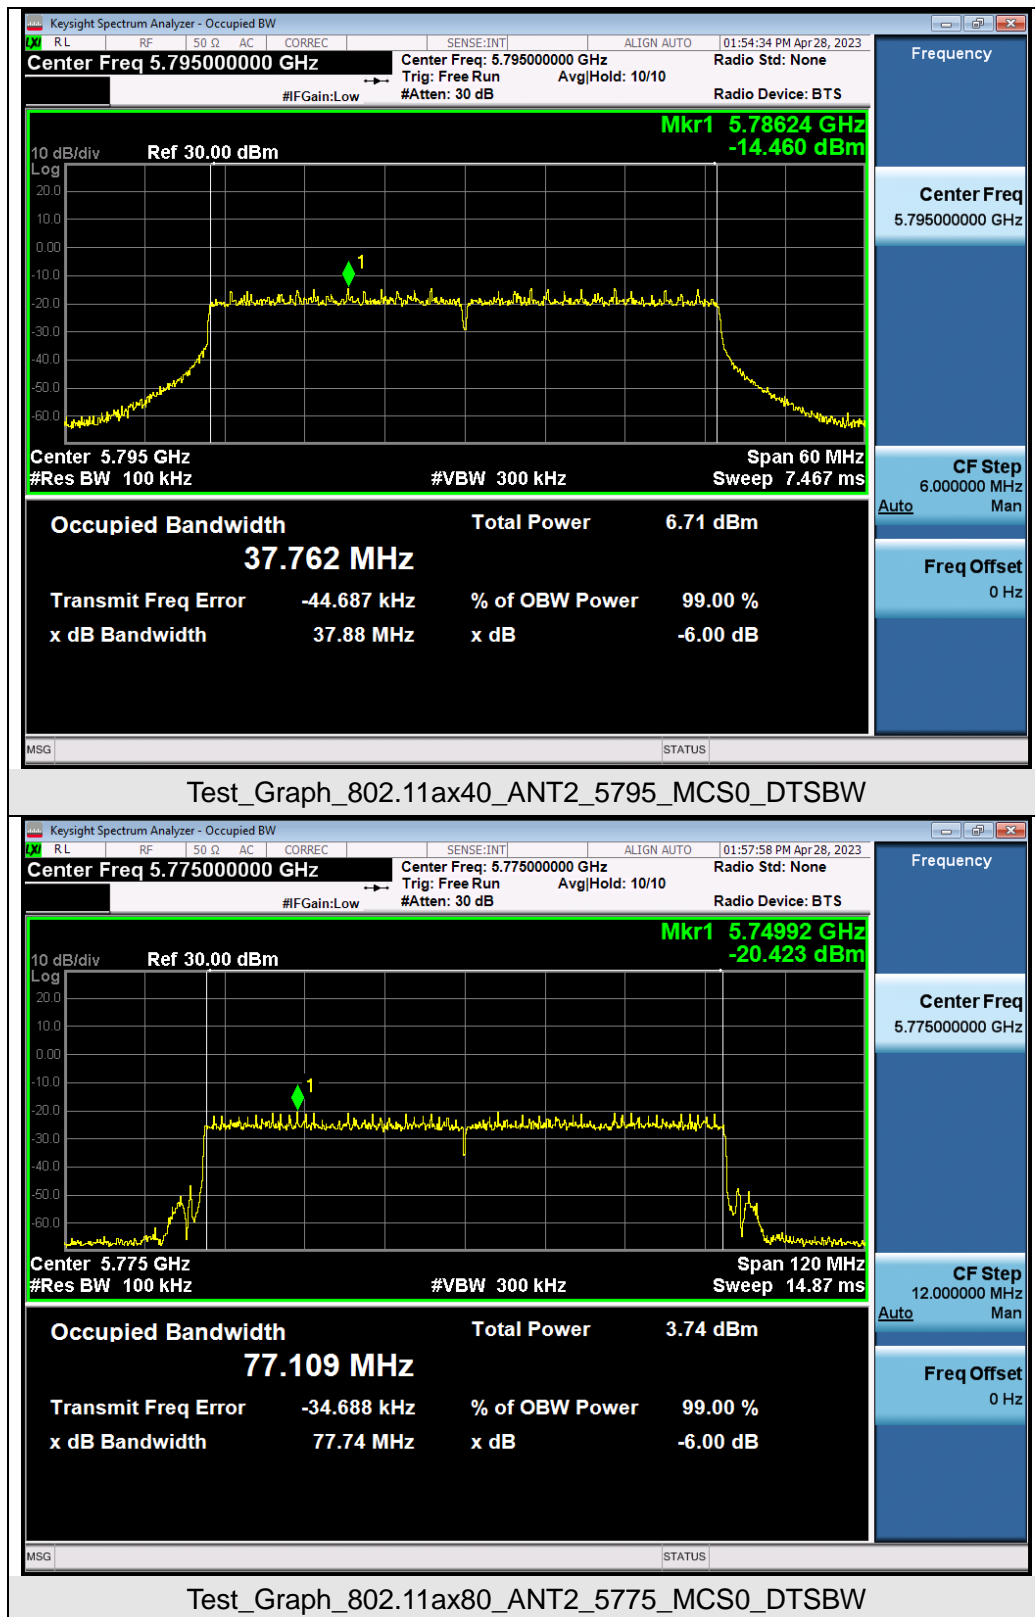 Keysight Spectrum Analyzer - Occupied BW
LXI RL RF 50 Ω AC CORREC SENSE:INT ALIGN AUTO 01:54:34 PM Apr 28, 2023
Center Freq 5.795000000 GHz
Center Freq: 5.795000000 GHz Radio Std: None
Trig: Free Run Avg|Hold: 10/10
#IFGain:Low #Atten: 30 dB Radio Device: BTS
Frequency
Mkr1 5.78624 GHz
-14.460 dBm
10 dB/div Ref 30.00 dBm
Log
20.0
10.0
0.00
-10.0
-20.0
-30.0
-40.0
-50.0
-60.0
1
Center Freq
5.795000000 GHz
Center 5.795 GHz Span 60 MHz
#Res BW 100 kHz #VBW 300 kHz Sweep 7.467 ms
CF Step
6.000000 MHz
Auto Man
Occupied Bandwidth Total Power 6.71 dBm
37.762 MHz
Transmit Freq Error -44.687 kHz % of OBW Power 99.00 %
x dB Bandwidth 37.88 MHz x dB -6.00 dB
Freq Offset
0 Hz
MSG STATUS
Test_Graph_802.11ax40_ANT2_5795_MCS0_DTSBW
Keysight Spectrum Analyzer - Occupied BW
LXI RL RF 50 Ω AC CORREC SENSE:INT ALIGN AUTO 01:57:58 PM Apr 28, 2023
Center Freq 5.775000000 GHz
Center Freq: 5.775000000 GHz Radio Std: None
Trig: Free Run Avg|Hold: 10/10
#IFGain:Low #Atten: 30 dB Radio Device: BTS
Frequency
Mkr1 5.74992 GHz
-20.423 dBm
10 dB/div Ref 30.00 dBm
Log
20.0
10.0
0.00
-10.0
-20.0
-30.0
-40.0
-50.0
-60.0
1
Center Freq
5.775000000 GHz
Center 5.775 GHz Span 120 MHz
#Res BW 100 kHz #VBW 300 kHz Sweep 14.87 ms
CF Step
12.000000 MHz
Auto Man
Occupied Bandwidth Total Power 3.74 dBm
77.109 MHz
Transmit Freq Error -34.688 kHz % of OBW Power 99.00 %
x dB Bandwidth 77.74 MHz x dB -6.00 dB
Freq Offset
0 Hz
MSG STATUS
Test_Graph_802.11ax80_ANT2_5775_MCS0_DTSBW